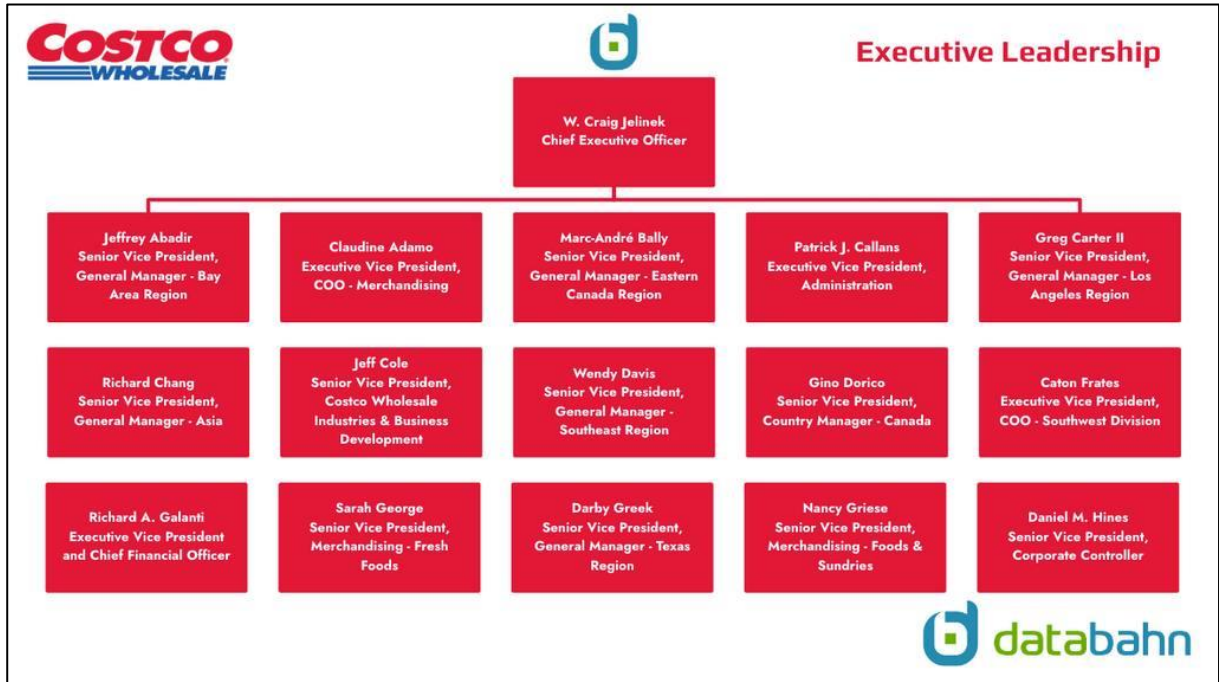 COSTCO
WHOLESALE
Executive Leadership
W. Craig Jelinek
Chief Executive Officer
Jeffrey Abadir
Senior Vice President,
General Manager - Bay
Area Region
Claudine Adamo
Executive Vice President,
COO - Merchandising
Marc-André Bally
Senior Vice President,
General Manager - Eastern
Canada Region
Patrick J. Callans
Executive Vice President,
Administration
Greg Carter II
Senior Vice President,
General Manager - Los
Angeles Region
Richard Chang
Senior Vice President,
General Manager - Asia
Jeff Cole
Senior Vice President,
Costco Wholesale
Industries & Business
Development
Wendy Davis
Senior Vice President,
General Manager -
Southeast Region
Gino Dorico
Senior Vice President,
Country Manager - Canada
Caton Frates
Executive Vice President,
COO - Southwest Division
Richard A. Galanti
Executive Vice President
and Chief Financial Officer
Sarah George
Senior Vice President,
Merchandising - Fresh
Foods
Darby Greek
Senior Vice President,
General Manager - Texas
Region
Nancy Griese
Senior Vice President,
Merchandising - Foods &
Sundries
Daniel M. Hines
Senior Vice President,
Corporate Controller
databahn